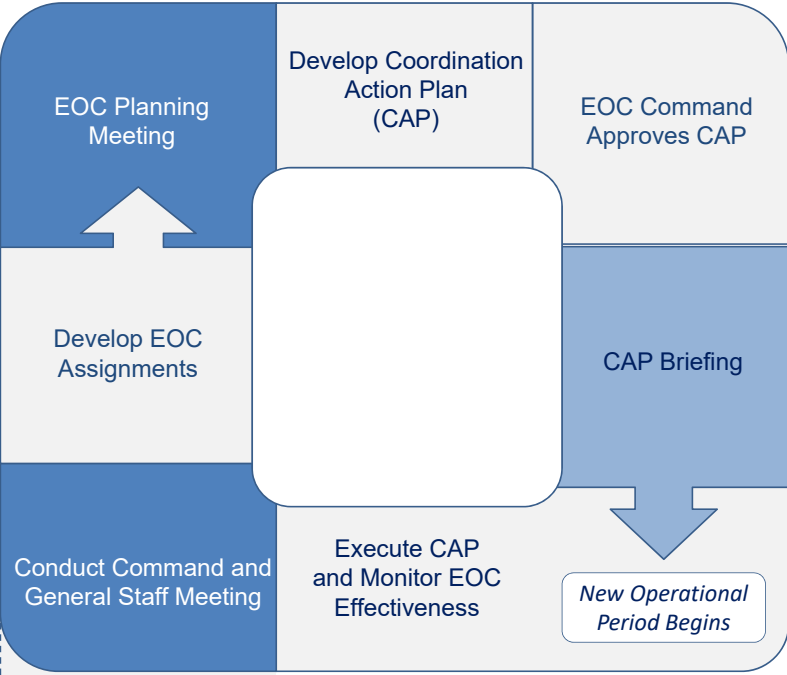 EOC Planning
Meeting
Develop Coordination
Action Plan
(CAP)
EOC Command
Approves CAP
Develop EOC
Assignments
CAP Briefing
Conduct Command and
General Staff Meeting
Execute CAP
and Monitor EOC
Effectiveness
New Operational
Period Begins